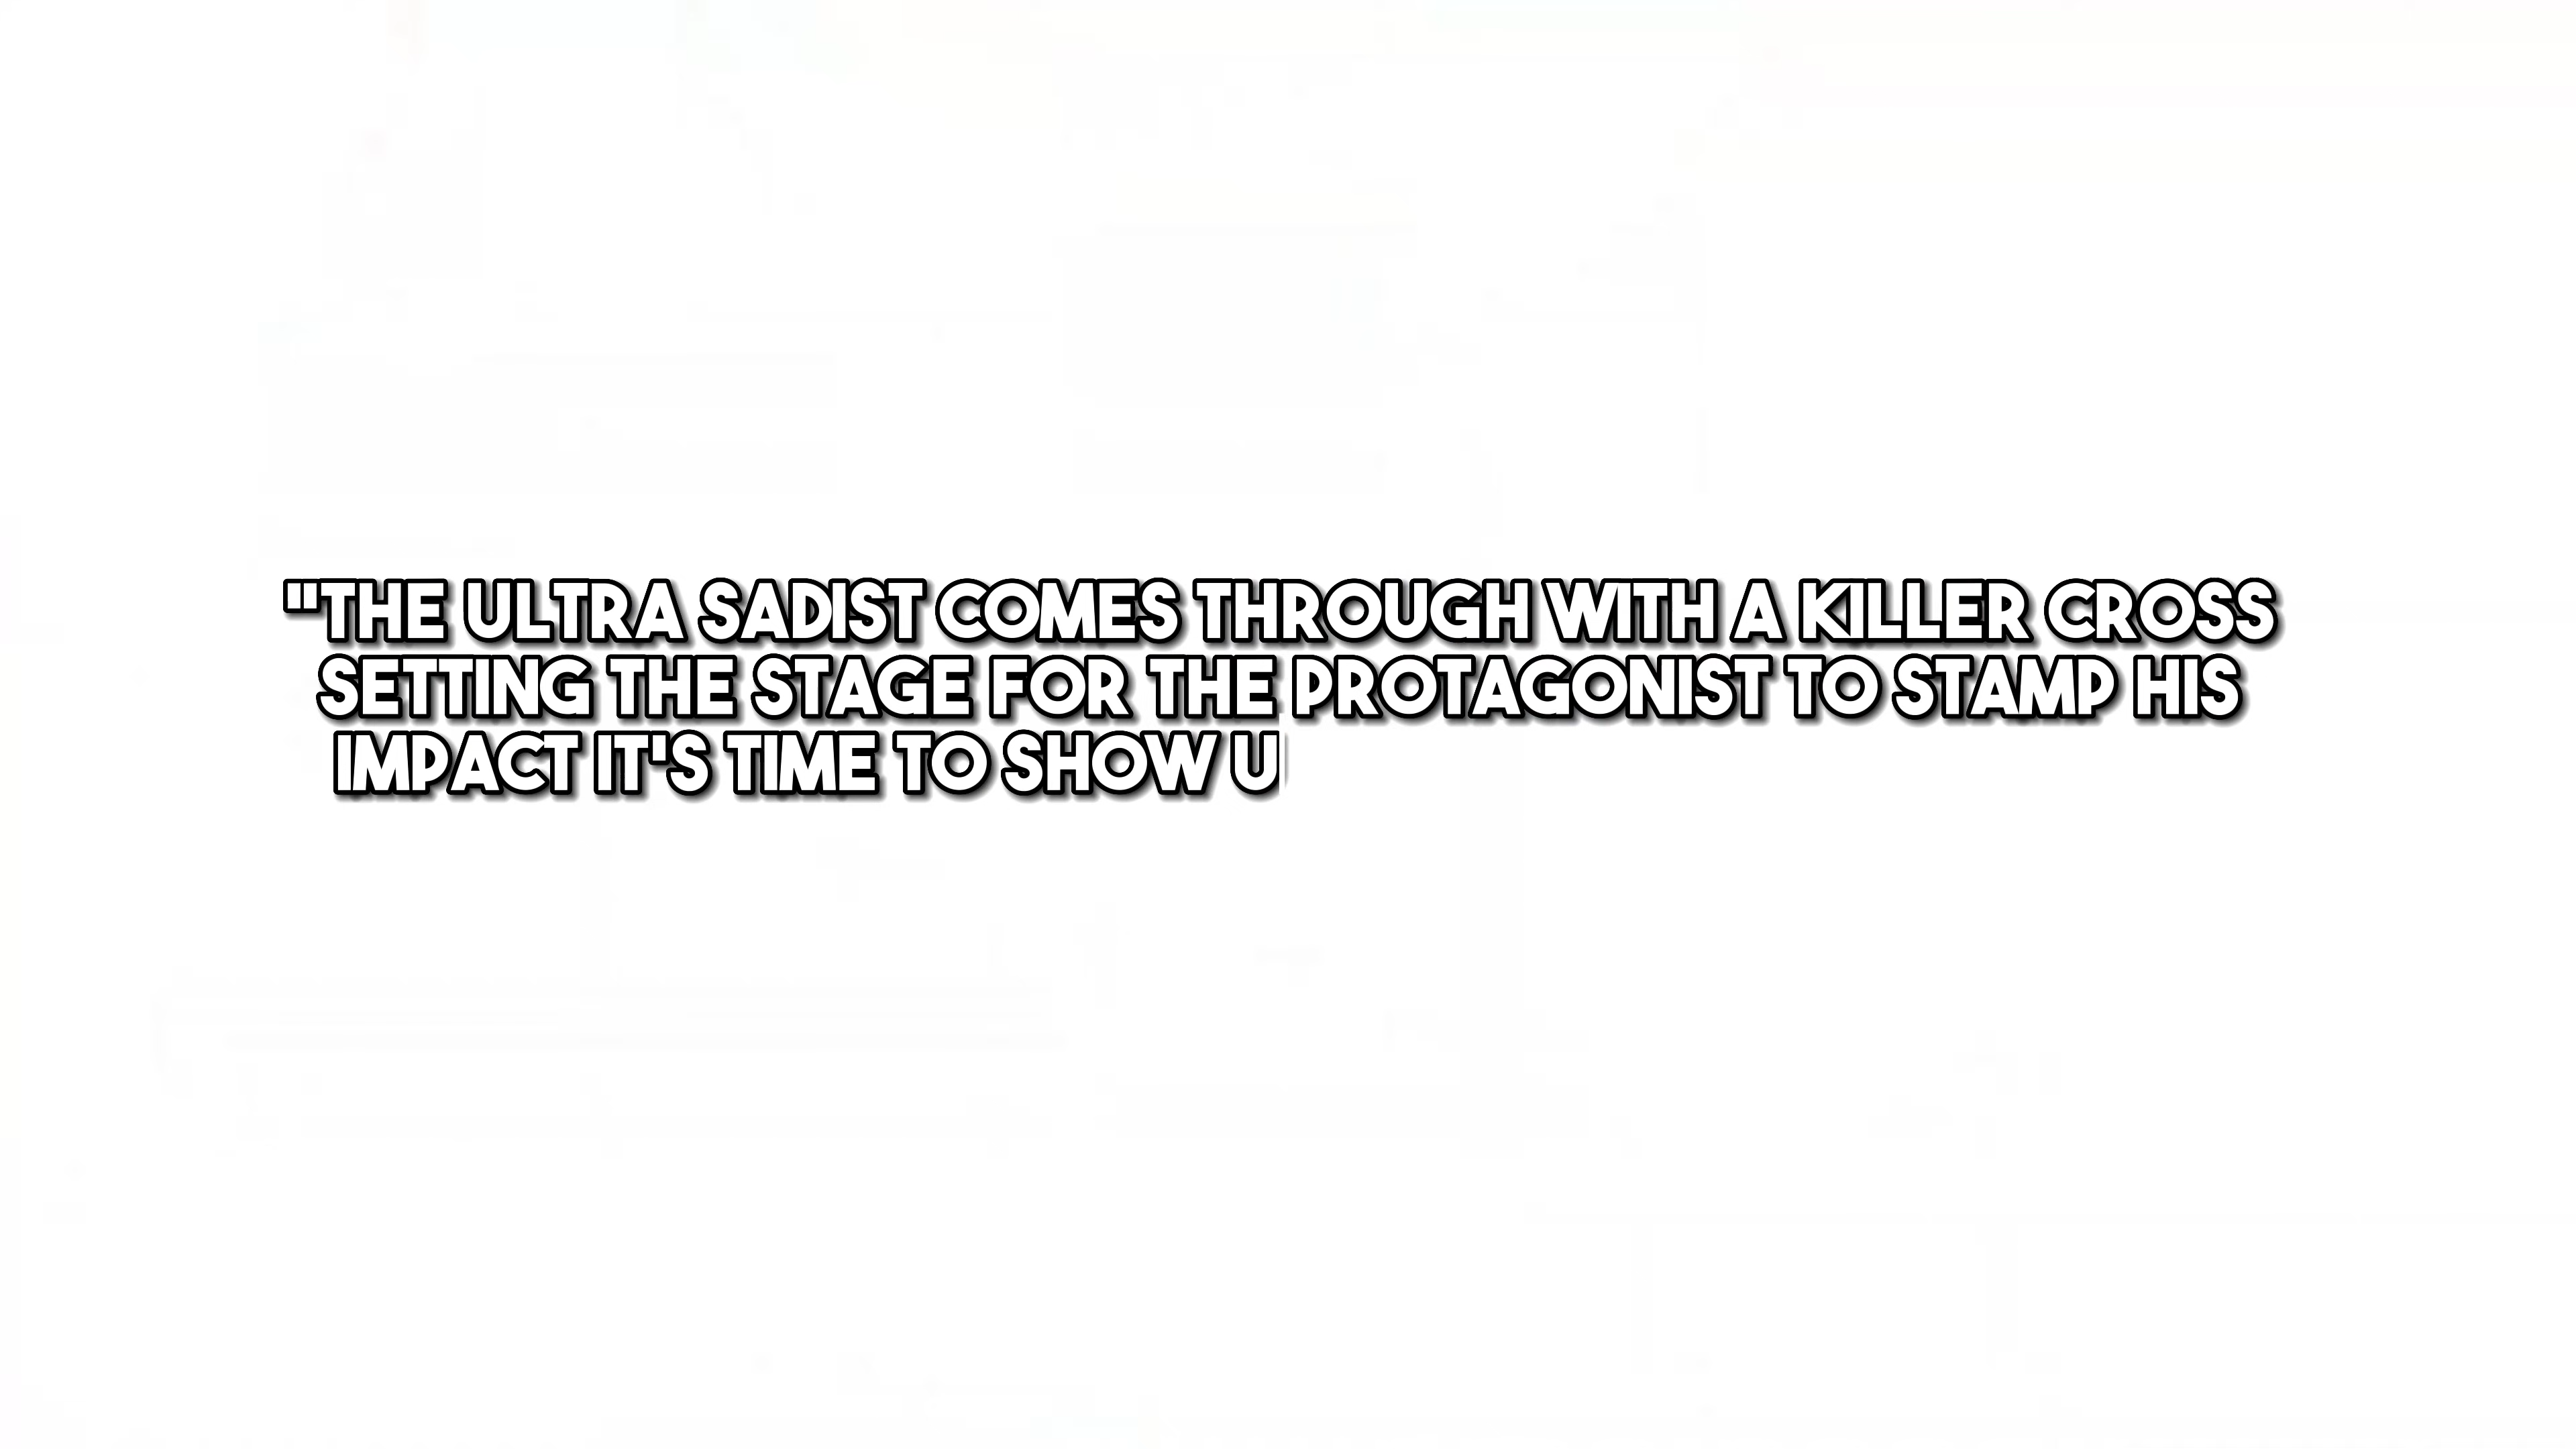 "THE ULTRA SADIST COMES THROUGH WITH A KILLER CROSS
SETTING THE STAGE FOR THE PROTAGONIST TO STAMP HIS
IMPACT IT'S TIME TO SHOW U